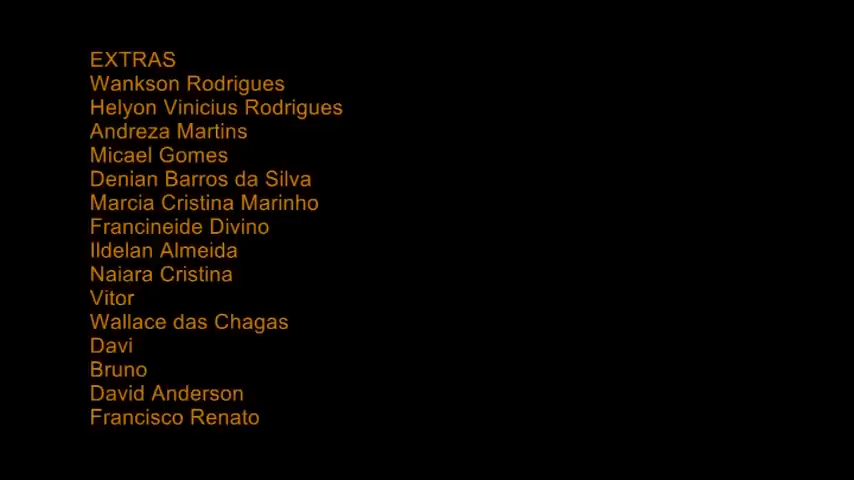 EXTRAS
Wankson Rodrigues
Helyon Vinicius Rodrigues
Andreza Martins
Micael Gomes
Denian Barros da Silva
Marcia Cristina Marinho
Francineide Divino
Ildelan Almeida
Naiara Cristina
Vitor
Wallace das Chagas
Davi
Bruno
David Anderson
Francisco Renato